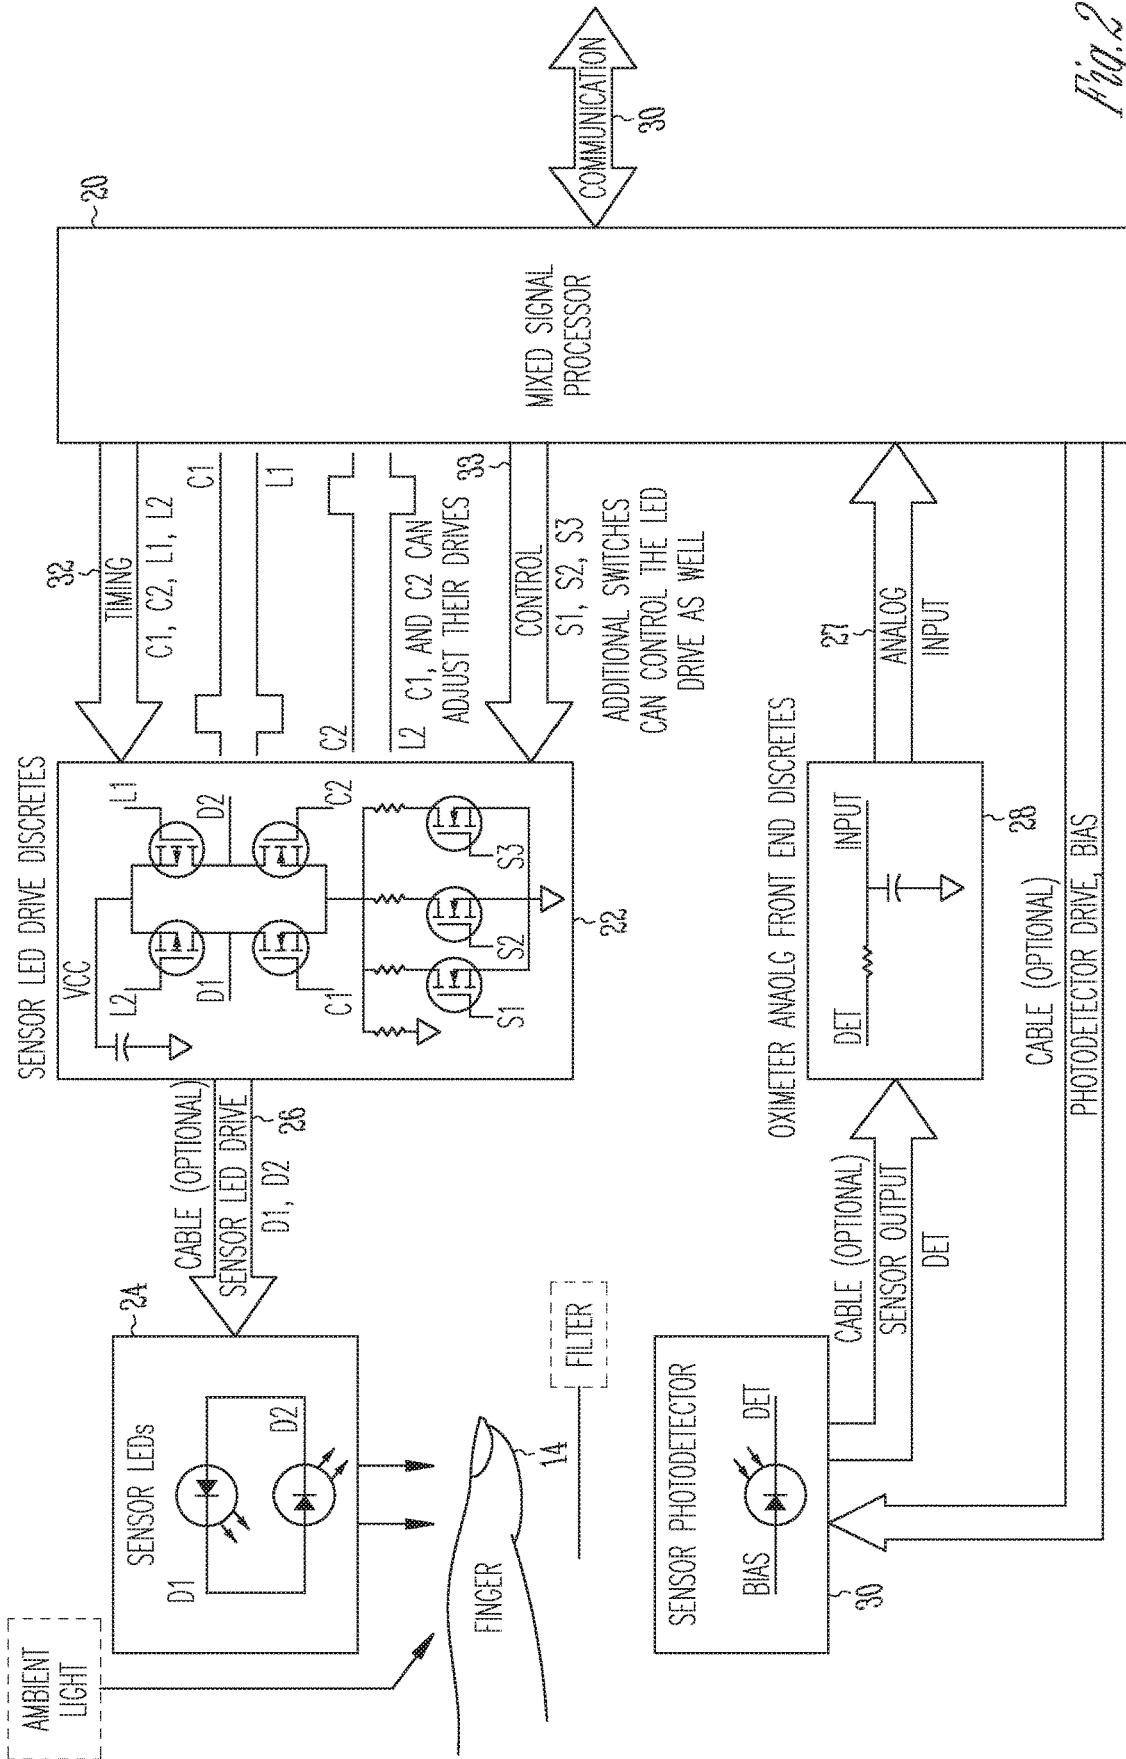 AMBIENT
LIGHT
SENSOR LEDs
D1
D2
24
FINGER
14
FILTER
SENSOR PHOTODETECTOR
BIAS
DET
30
CABLE (OPTIONAL)
SENSOR LED DRIVE
D1, D2
26
CABLE (OPTIONAL)
SENSOR OUTPUT
DET
SENSOR LED DRIVE DISCRETES
VCC
L2
L1
D1
D2
C1
C2
S1
S2
S3
22
OXIMETER ANAOLG FRONT END DISCRETES
DET
INPUT
28
CABLE (OPTIONAL)
PHOTODETECTOR DRIVE, BIAS
32
TIMING
C1, C2, L1, L2
C1
L1
C2
L2
C1, AND C2 CAN
ADJUST THEIR DRIVES
33
CONTROL
S1, S2, S3
ADDITIONAL SWITCHES
CAN CONTROL THE LED
DRIVE AS WELL
27
ANALOG
INPUT
20
MIXED SIGNAL
PROCESSOR
COMMUNICATION
30
Fig. 2